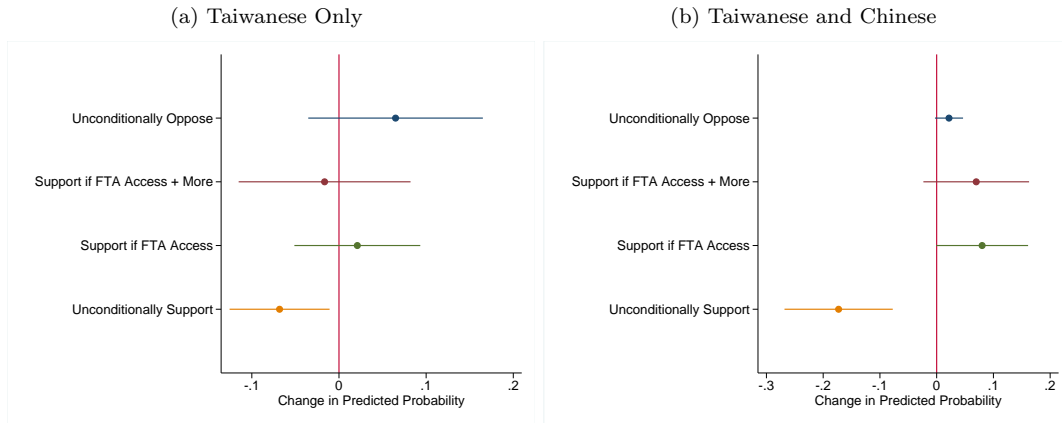 (a) Taiwanese Only
Unconditionally Oppose
Support if FTA Access + More
Support if FTA Access
Unconditionally Support
-.1 0 .1 .2
Change in Predicted Probability
(b) Taiwanese and Chinese
Unconditionally Oppose
Support if FTA Access + More
Support if FTA Access
Unconditionally Support
-.3 -.2 -.1 0 .1 .2
Change in Predicted Probability